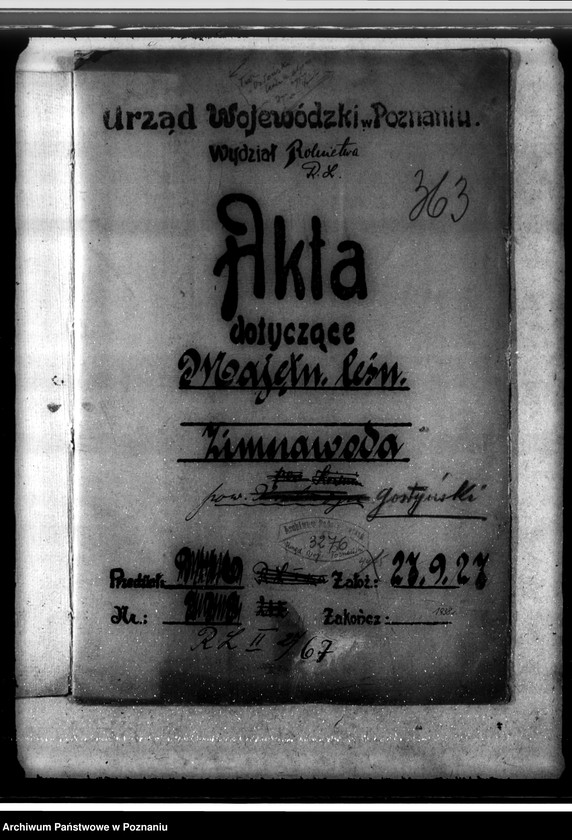 Urząd Wojewódzki w Poznaniu.
Wydział Rolnictwa
R.L.
363
Akta
dotyczące
Majętn. leśn.
Zimnawoda
pow. Gostyński
3276
Przedział: Założ.: 27.9.27
Nr.: Zakończ.:
RL II 2/67
Archiwum Państwowe w Poznaniu